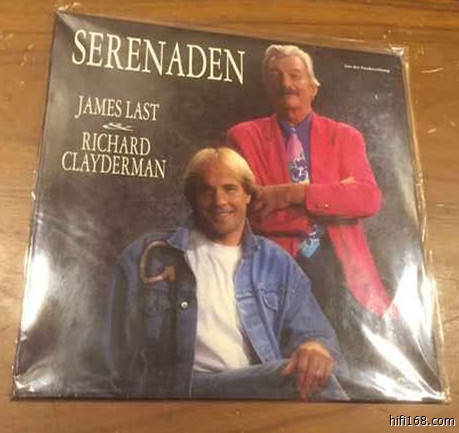 SERENADEN
JAMES LAST
&
RICHARD
CLAYDERMAN
hifi168.com